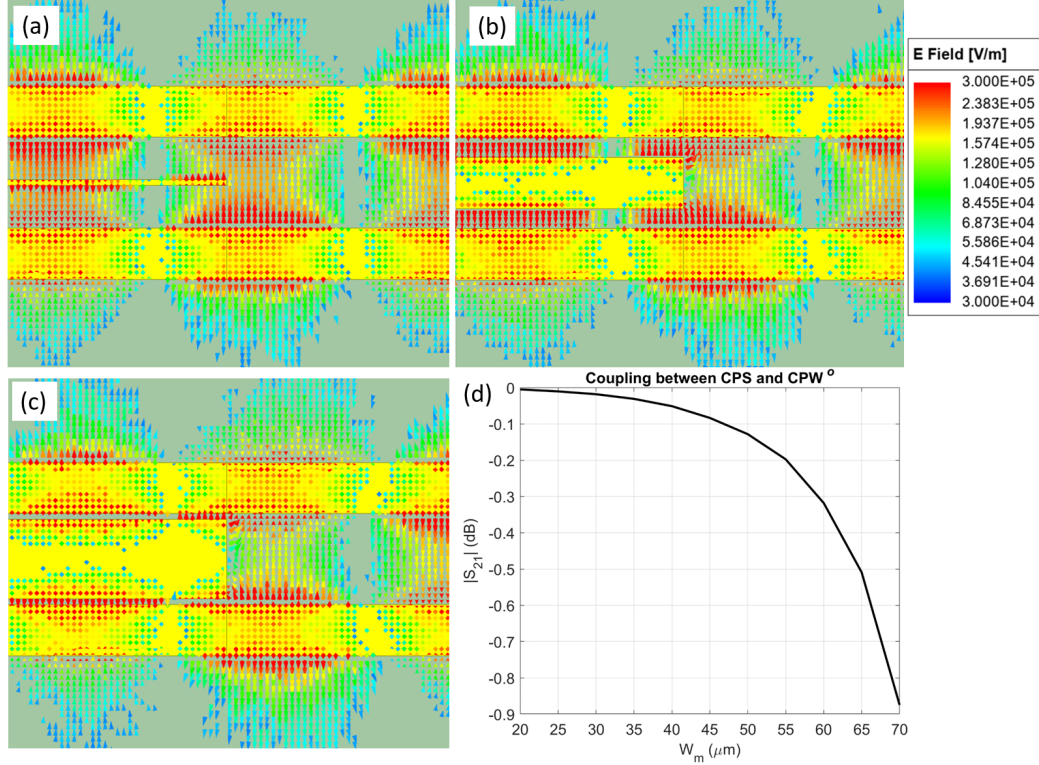 (a)
(b)
E Field [V/m]
3.000E+05
2.383E+05
1.937E+05
1.574E+05
1.280E+05
1.040E+05
8.455E+04
6.873E+04
5.586E+04
4.541E+04
3.691E+04
3.000E+04
(c)
(d)
Coupling between CPS and CPW o
0
-0.1
-0.2
-0.3
-0.4
-0.5
-0.6
-0.7
-0.8
-0.9
|S21| (dB)
20 25 30 35 40 45 50 55 60 65 70
Wm (μm)